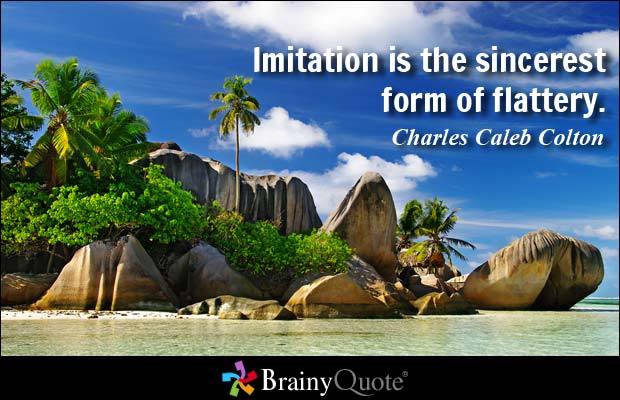 Imitation is the sincerest
form of flattery.
Charles Caleb Colton
BrainyQuote®